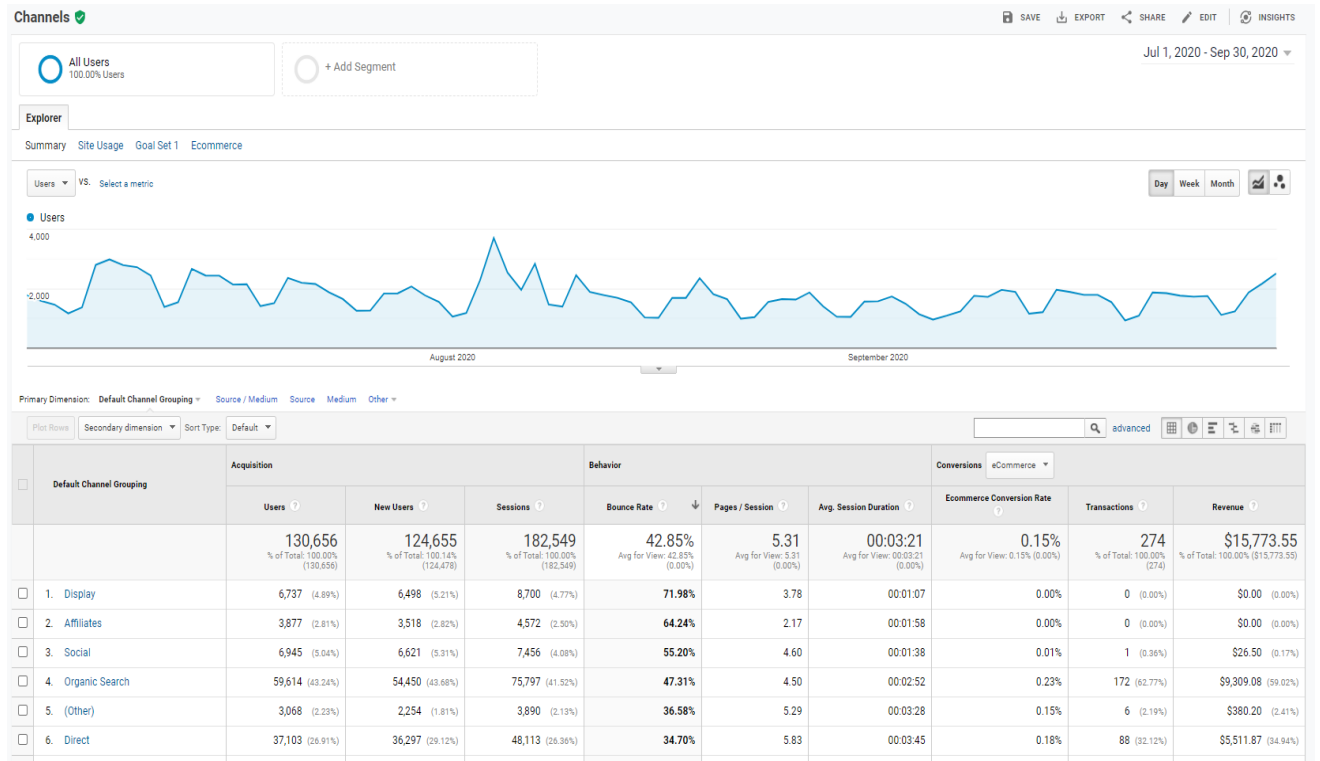 Channels
SAVE EXPORT SHARE EDIT INSIGHTS
All Users
100.00% Users
+ Add Segment
Jul 1, 2020 - Sep 30, 2020
Explorer
Summary Site Usage Goal Set 1 Ecommerce
Users VS. Select a metric
Day Week Month
Users
4,000
2,000
August 2020 September 2020
Primary Dimension: Default Channel Grouping Source / Medium Source Medium Other
Plot Rows Secondary dimension Sort Type: Default advanced
Default Channel Grouping Acquisition Behavior Conversions eCommerce
Users ? New Users ? Sessions ? Bounce Rate ? Pages / Session ? Avg. Session Duration ? Ecommerce Conversion Rate ? Transactions ? Revenue ?
130,656 124,655 182,549 42.85% 5.31 00:03:21 0.15% 274 $15,773.55
% of Total: 100.00% % of Total: 100.14% % of Total: 100.00% Avg for View: 42.85% Avg for View: 5.31 Avg for View: 00:03:21 Avg for View: 0.15% (0.00%) % of Total: 100.00% % of Total: 100.00% ($15,773.55)
(130,656) (124,478) (182,549) (0.00%) (0.00%) (0.00%) (274)
1. Display 6,737 (4.89%) 6,498 (5.21%) 8,700 (4.77%) 71.98% 3.78 00:01:07 0.00% 0 (0.00%) $0.00 (0.00%)
2. Affiliates 3,877 (2.81%) 3,518 (2.82%) 4,572 (2.50%) 64.24% 2.17 00:01:58 0.00% 0 (0.00%) $0.00 (0.00%)
3. Social 6,945 (5.04%) 6,621 (5.31%) 7,456 (4.08%) 55.20% 4.60 00:01:38 0.01% 1 (0.36%) $26.50 (0.17%)
4. Organic Search 59,614 (43.24%) 54,450 (43.68%) 75,797 (41.52%) 47.31% 4.50 00:02:52 0.23% 172 (62.77%) $9,309.08 (59.02%)
5. (Other) 3,068 (2.23%) 2,254 (1.81%) 3,890 (2.13%) 36.58% 5.29 00:03:28 0.15% 6 (2.19%) $380.20 (2.41%)
6. Direct 37,103 (26.91%) 36,297 (29.12%) 48,113 (26.36%) 34.70% 5.83 00:03:45 0.18% 88 (32.12%) $5,511.87 (34.94%)